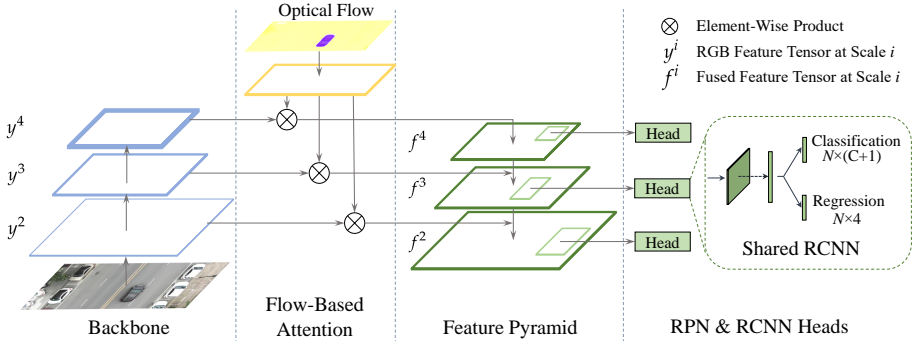 Optical Flow
Element-Wise Product
y^i RGB Feature Tensor at Scale i
f^i Fused Feature Tensor at Scale i
y^4
y^3
y^2
f^4
f^3
f^2
Head
Head
Head
Classification
N×(C+1)
Regression
N×4
Shared RCNN
Backbone
Flow-Based
Attention
Feature Pyramid
RPN & RCNN Heads